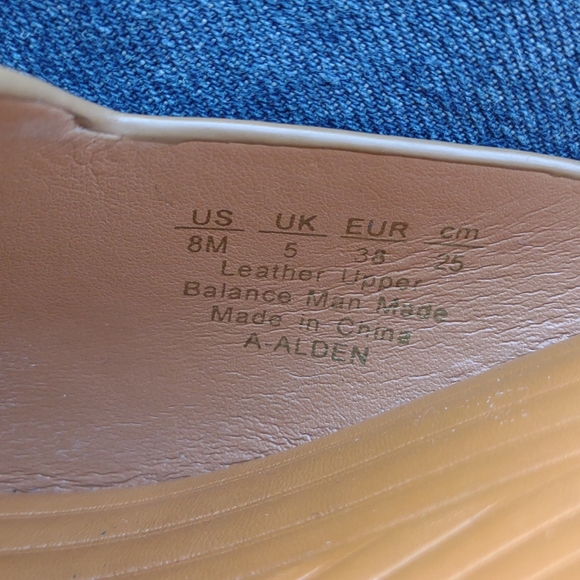 US UK EUR cm
8M 5 38 25
Leather Upper
Balance Man Made
Made in China
A-ALDEN